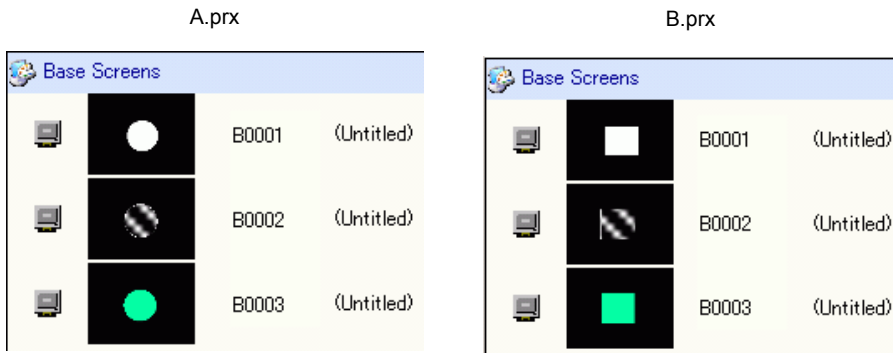 A.prx
Base Screens
B0001 (Untitled)
B0002 (Untitled)
B0003 (Untitled)
B.prx
Base Screens
B0001 (Untitled)
B0002 (Untitled)
B0003 (Untitled)